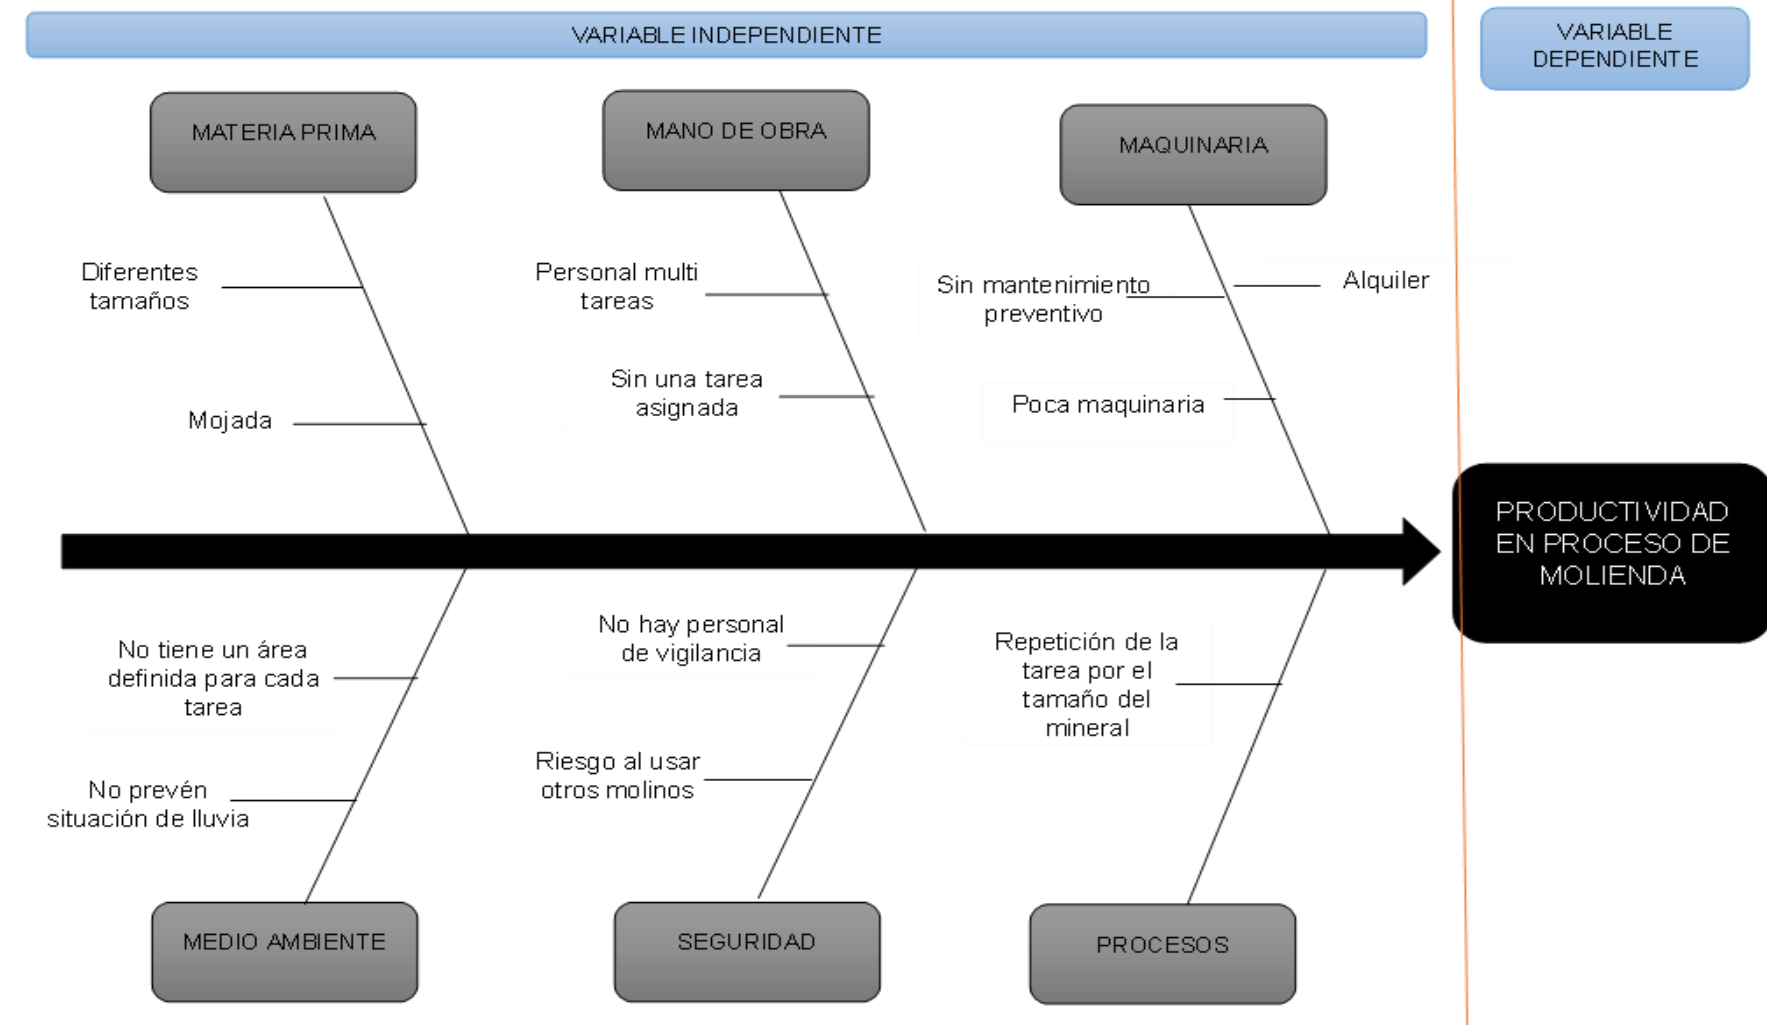 VARIABLE INDEPENDIENTE
VARIABLE
DEPENDIENTE
MATERIA PRIMA
MANO DE OBRA
MAQUINARIA
Diferentes
tamaños
Mojada
Personal multi
tareas
Sin una tarea
asignada
Sin mantenimiento
preventivo
Alquiler
Poca maquinaria
PRODUCTIVIDAD
EN PROCESO DE
MOLIENDA
No tiene un área
definida para cada
tarea
No prevén
situación de lluvia
No hay personal
de vigilancia
Riesgo al usar
otros molinos
Repetición de la
tarea por el
tamaño del
mineral
MEDIO AMBIENTE
SEGURIDAD
PROCESOS